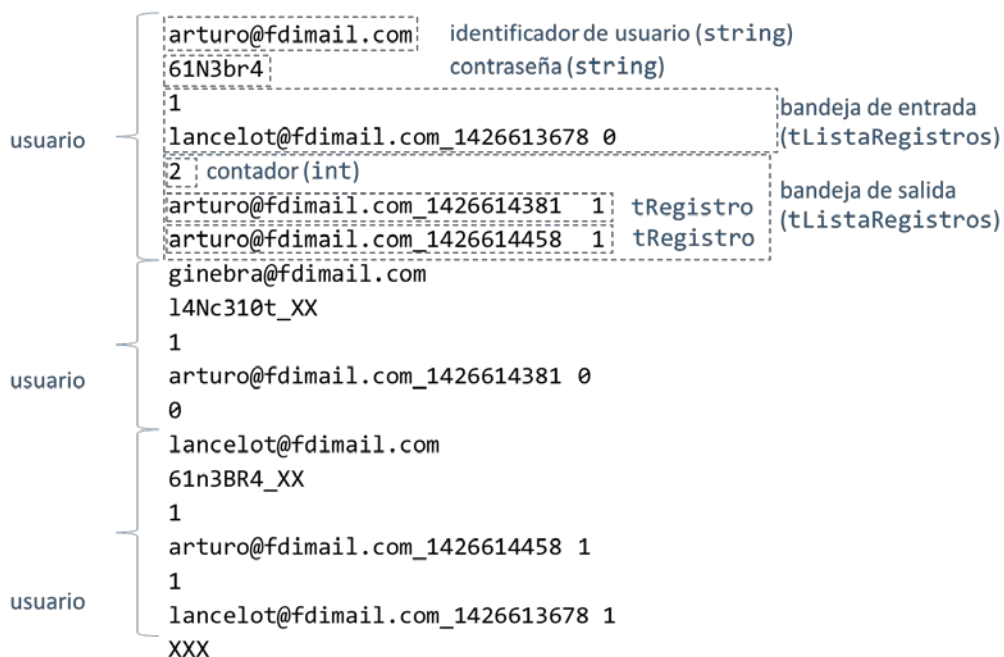 arturo@fdimail.com identificador de usuario (string)
61N3br4 contraseña (string)
1
bandeja de entrada
usuario lancelot@fdimail.com_1426613678 0 (tListaRegistros)
2 contador (int)
bandeja de salida
arturo@fdimail.com_1426614381 1 tRegistro (tListaRegistros)
arturo@fdimail.com_1426614458 1 tRegistro
ginebra@fdimail.com
l4Nc310t_XX
1
usuario arturo@fdimail.com_1426614381 0
0
lancelot@fdimail.com
61n3BR4_XX
1
arturo@fdimail.com_1426614458 1
1
usuario lancelot@fdimail.com_1426613678 1
XXX